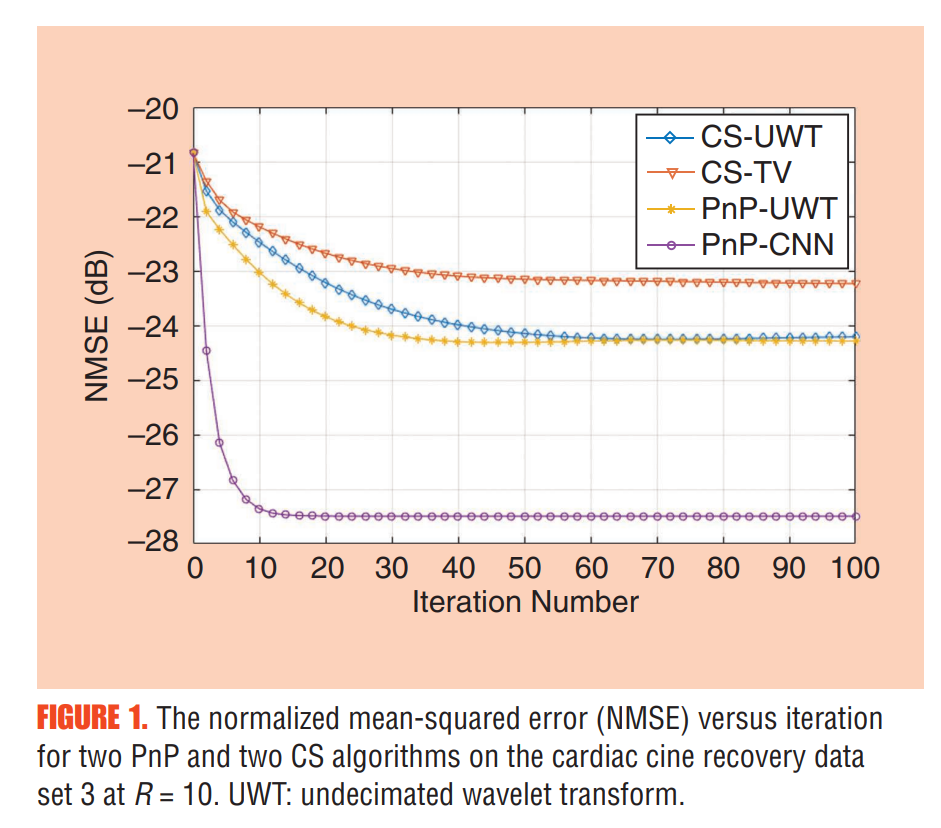 −20
−21
−22
−23
−24
−25
−26
−27
−28
NMSE (dB)
CS-UWT
CS-TV
PnP-UWT
PnP-CNN
0 10 20 30 40 50 60 70 80 90 100
Iteration Number
FIGURE 1. The normalized mean-squared error (NMSE) versus iteration
for two PnP and two CS algorithms on the cardiac cine recovery data
set 3 at R = 10. UWT: undecimated wavelet transform.